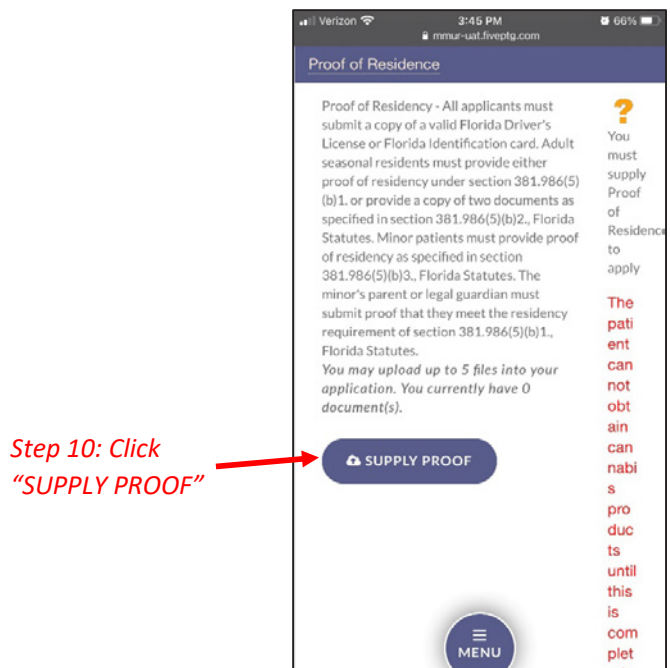 Verizon 3:45 PM 66%
mmur-uat.fiveptg.com
Proof of Residence
Proof of Residency - All applicants must
submit a copy of a valid Florida Driver's
License or Florida Identification card. Adult
seasonal residents must provide either
proof of residency under section 381.986(5)
(b)1. or provide a copy of two documents as
specified in section 381.986(5)(b)2., Florida
Statutes. Minor patients must provide proof
of residency as specified in section
381.986(5)(b)3., Florida Statutes. The
minor's parent or legal guardian must
submit proof that they meet the residency
requirement of section 381.986(5)(b)1.,
Florida Statutes.
You may upload up to 5 files into your
application. You currently have 0
document(s).
SUPPLY PROOF
?
You
must
supply
Proof
of
Residence
to
apply
The
pati
ent
can
not
obt
ain
can
nabi
s
pro
duc
ts
until
this
is
com
plet
MENU
Step 10: Click
“SUPPLY PROOF”